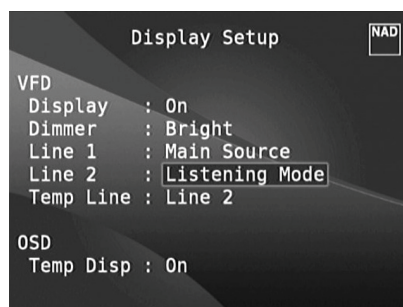 Display Setup
NAD
VFD
Display : On
Dimmer : Bright
Line 1 : Main Source
Line 2 : Listening Mode
Temp Line : Line 2
OSD
Temp Disp : On